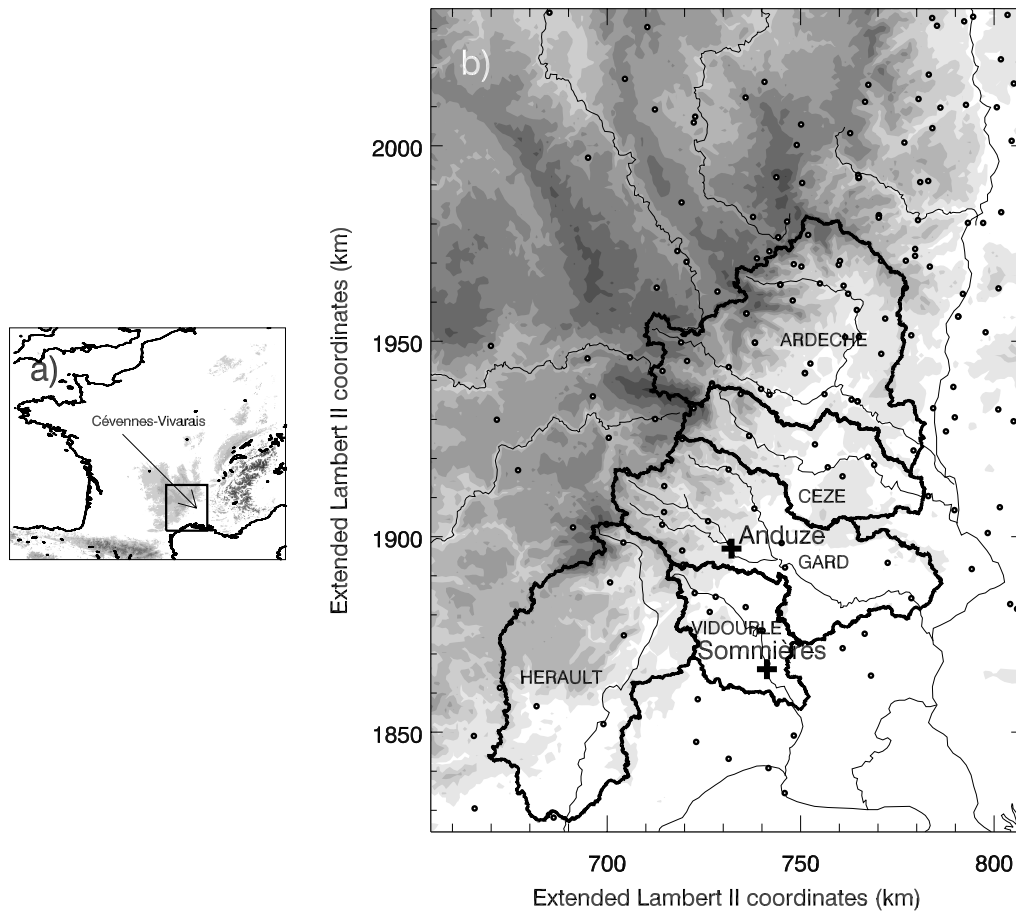 a)
Cévennes-Vivarais
b)
Extended Lambert II coordinates (km)
2000
1950
1900
1850
ARDECHE
CEZE
Anduze
GARD
VIDOURLE
Sommières
HERAULT
700
750
800
Extended Lambert II coordinates (km)